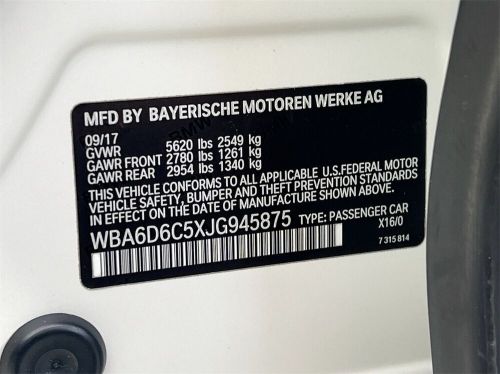 MFD BY BAYERISCHE MOTOREN WERKE AG
09/17
GVWR 5620 lbs 2549 kg
GAWR FRONT 2780 lbs 1261 kg
GAWR REAR 2954 lbs 1340 kg
THIS VEHICLE CONFORMS TO ALL APPLICABLE U.S.FEDERAL MOTOR
VEHICLE SAFETY, BUMPER AND THEFT PREVENTION STANDARDS
IN EFFECT ON THE DATE OF MANUFACTURE SHOWN ABOVE.
WBA6D6C5XJG945875 TYPE: PASSENGER CAR
X16/0
7 315 814